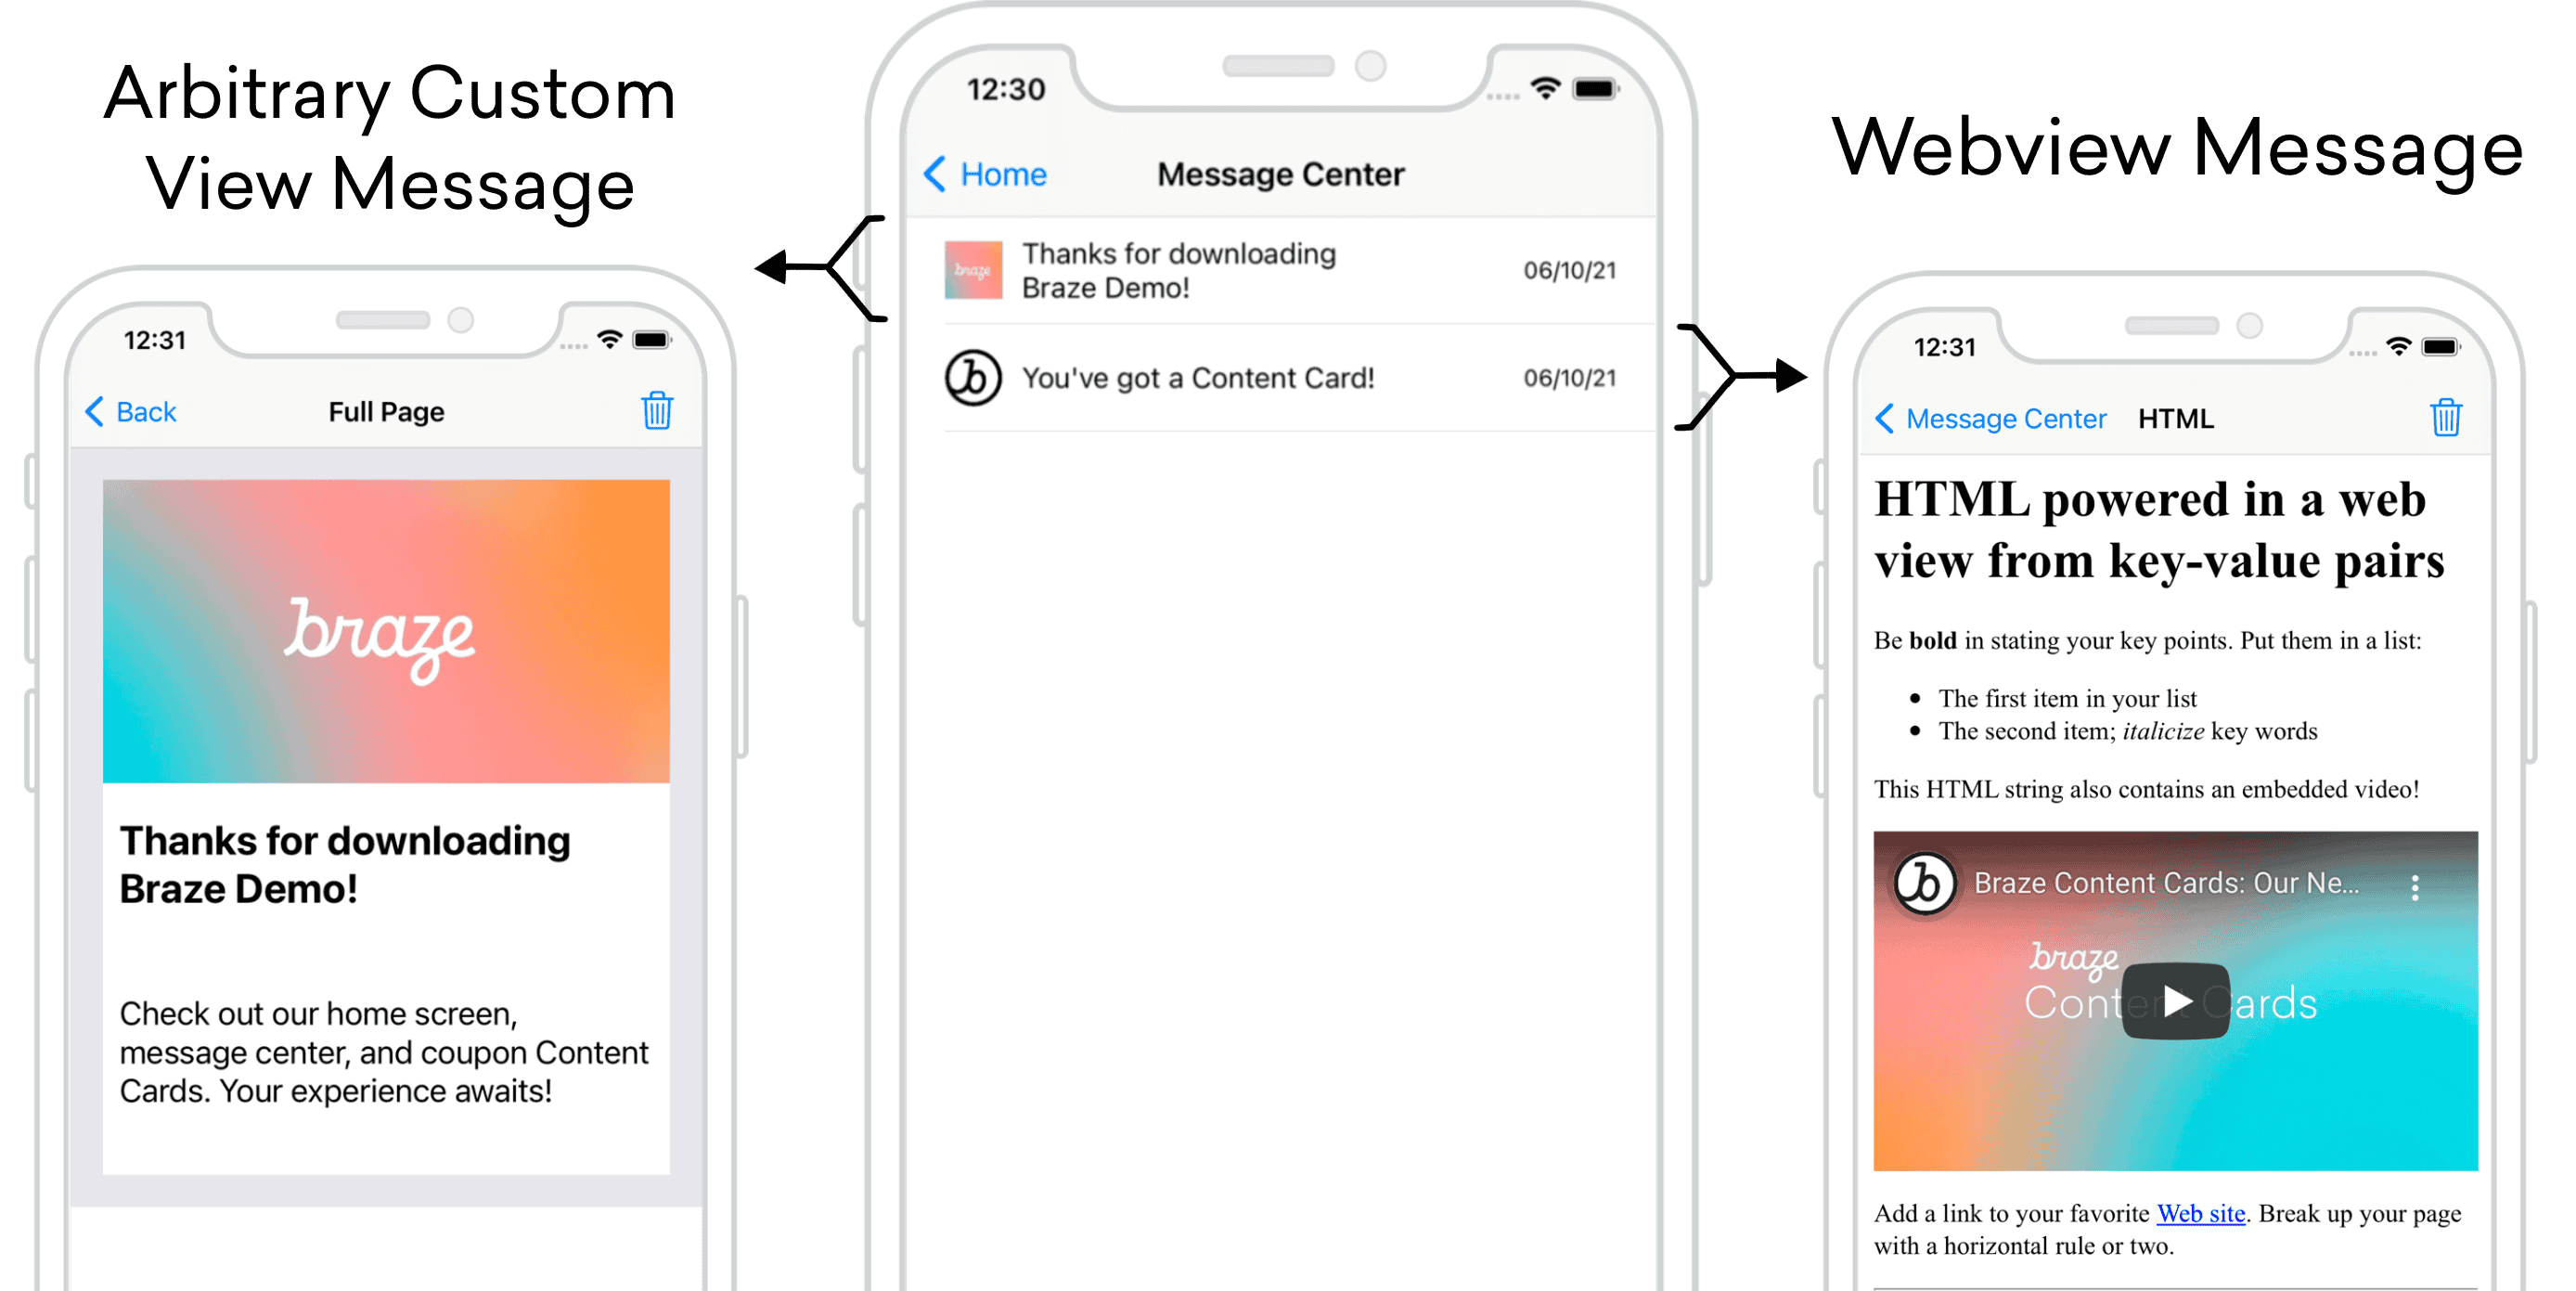 Arbitrary Custom
View Message
12:31
Back
Full Page
braze
Thanks for downloading
Braze Demo!
Check out our home screen,
message center, and coupon Content
Cards. Your experience awaits!
12:30
Home
Message Center
braze
Thanks for downloading
Braze Demo!
06/10/21
b
You've got a Content Card!
06/10/21
Webview Message
12:31
Message Center
HTML
HTML powered in a web
view from key-value pairs
Be bold in stating your key points. Put them in a list:
• The first item in your list
• The second item; italicize key words
This HTML string also contains an embedded video!
b
Braze Content Cards: Our Ne...
braze
Content Cards
Add a link to your favorite Web site. Break up your page
with a horizontal rule or two.